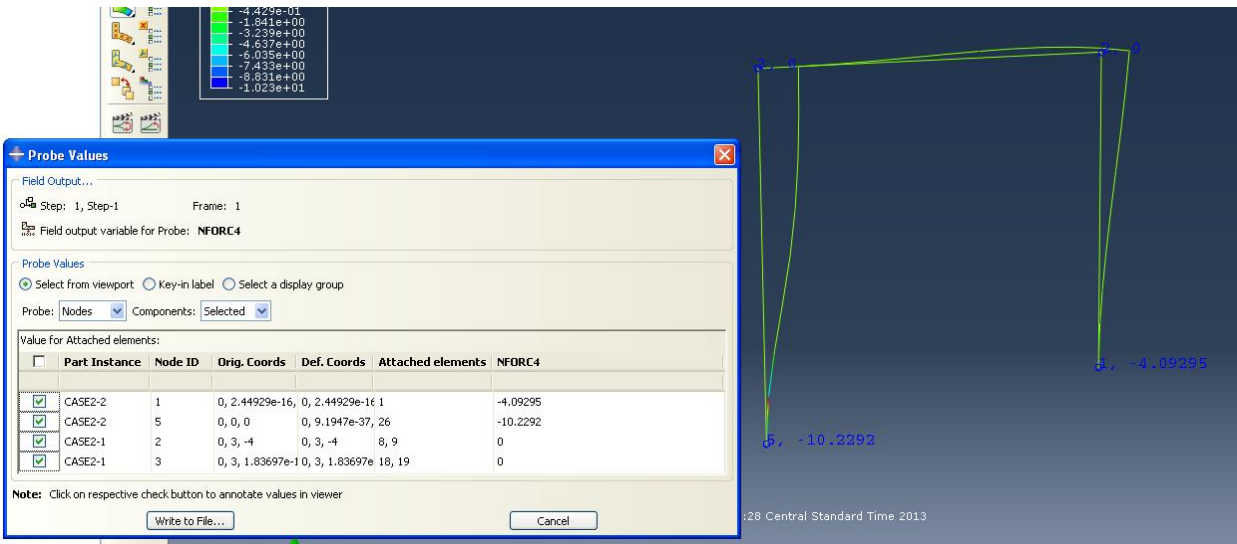 -4.429e-01
-1.841e+00
-3.239e+00
-4.637e+00
-6.035e+00
-7.433e+00
-8.831e+00
-1.023e+01
3, 0
2, 0
1, -4.09295
5, -10.2292
:28 Central Standard Time 2013
Probe Values
Field Output...
Step: 1, Step-1 Frame: 1
Field output variable for Probe: NFORC4
Probe Values
Select from viewport Key-in label Select a display group
Probe: Nodes Components: Selected
Value for Attached elements:
Part Instance Node ID Orig. Coords Def. Coords Attached elements NFORC4
CASE2-2 1 0, 2.44929e-16, 0, 2.44929e-16 1 -4.09295
CASE2-2 5 0, 0, 0 0, 9.1947e-37, 26 -10.2292
CASE2-1 2 0, 3, -4 0, 3, -4 8, 9 0
CASE2-1 3 0, 3, 1.83697e-1 0, 3, 1.83697e 18, 19 0
Note: Click on respective check button to annotate values in viewer
Write to File... Cancel